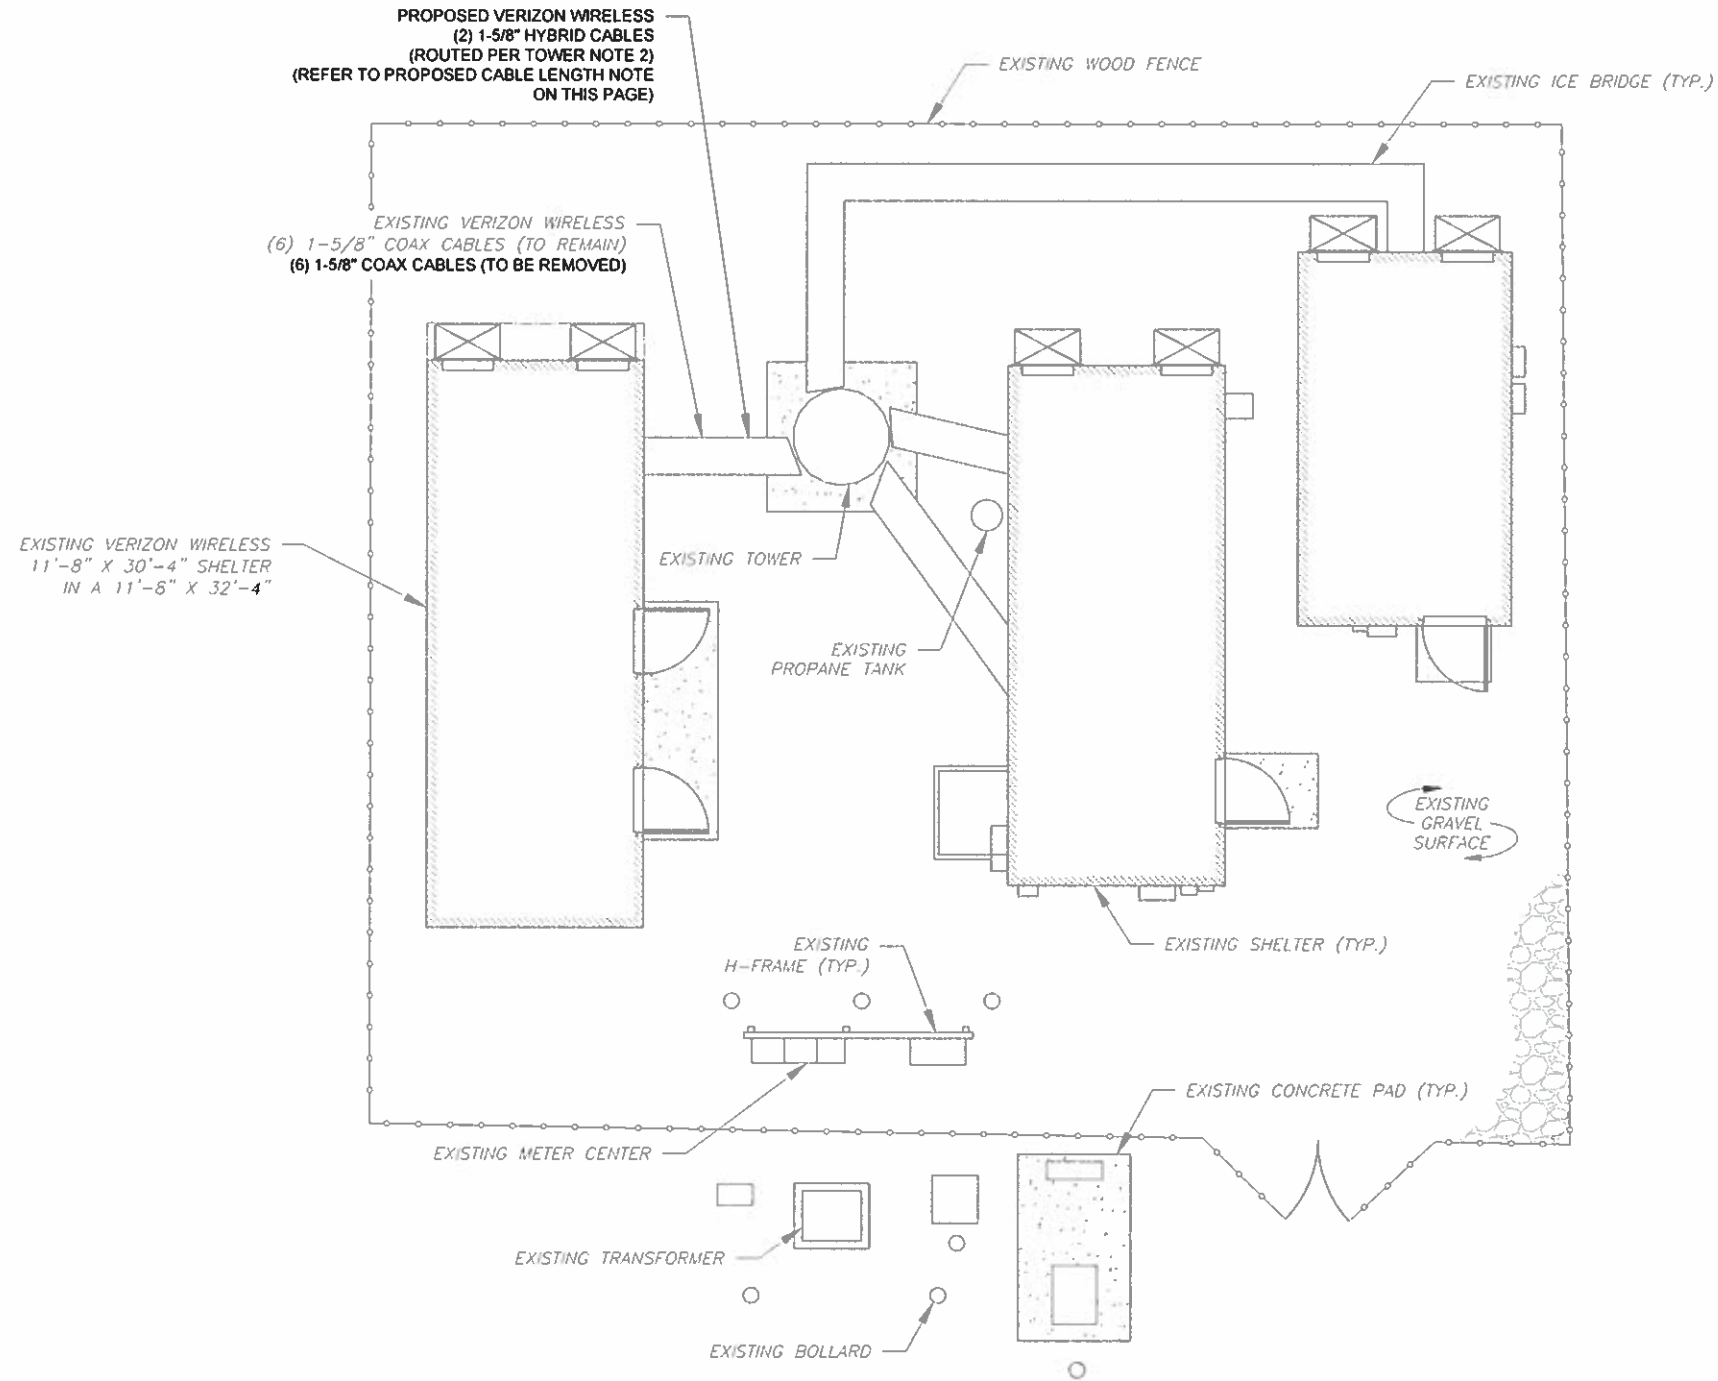 PROPOSED VERIZON WIRELESS
(2) 1-5/8" HYBRID CABLES
(ROUTED PER TOWER NOTE 2)
(REFER TO PROPOSED CABLE LENGTH NOTE
ON THIS PAGE)
EXISTING WOOD FENCE
EXISTING ICE BRIDGE (TYP.)
EXISTING VERIZON WIRELESS
(6) 1-5/8" COAX CABLES (TO REMAIN)
(6) 1-5/8" COAX CABLES (TO BE REMOVED)
EXISTING VERIZON WIRELESS
11'-8" X 30'-4" SHELTER
IN A 11'-8" X 32'-4"
EXISTING TOWER
EXISTING
PROPANE TANK
EXISTING
GRAVEL
SURFACE
EXISTING
H-FRAME (TYP.)
EXISTING SHELTER (TYP.)
EXISTING CONCRETE PAD (TYP.)
EXISTING METER CENTER
EXISTING TRANSFORMER
EXISTING BOLLARD